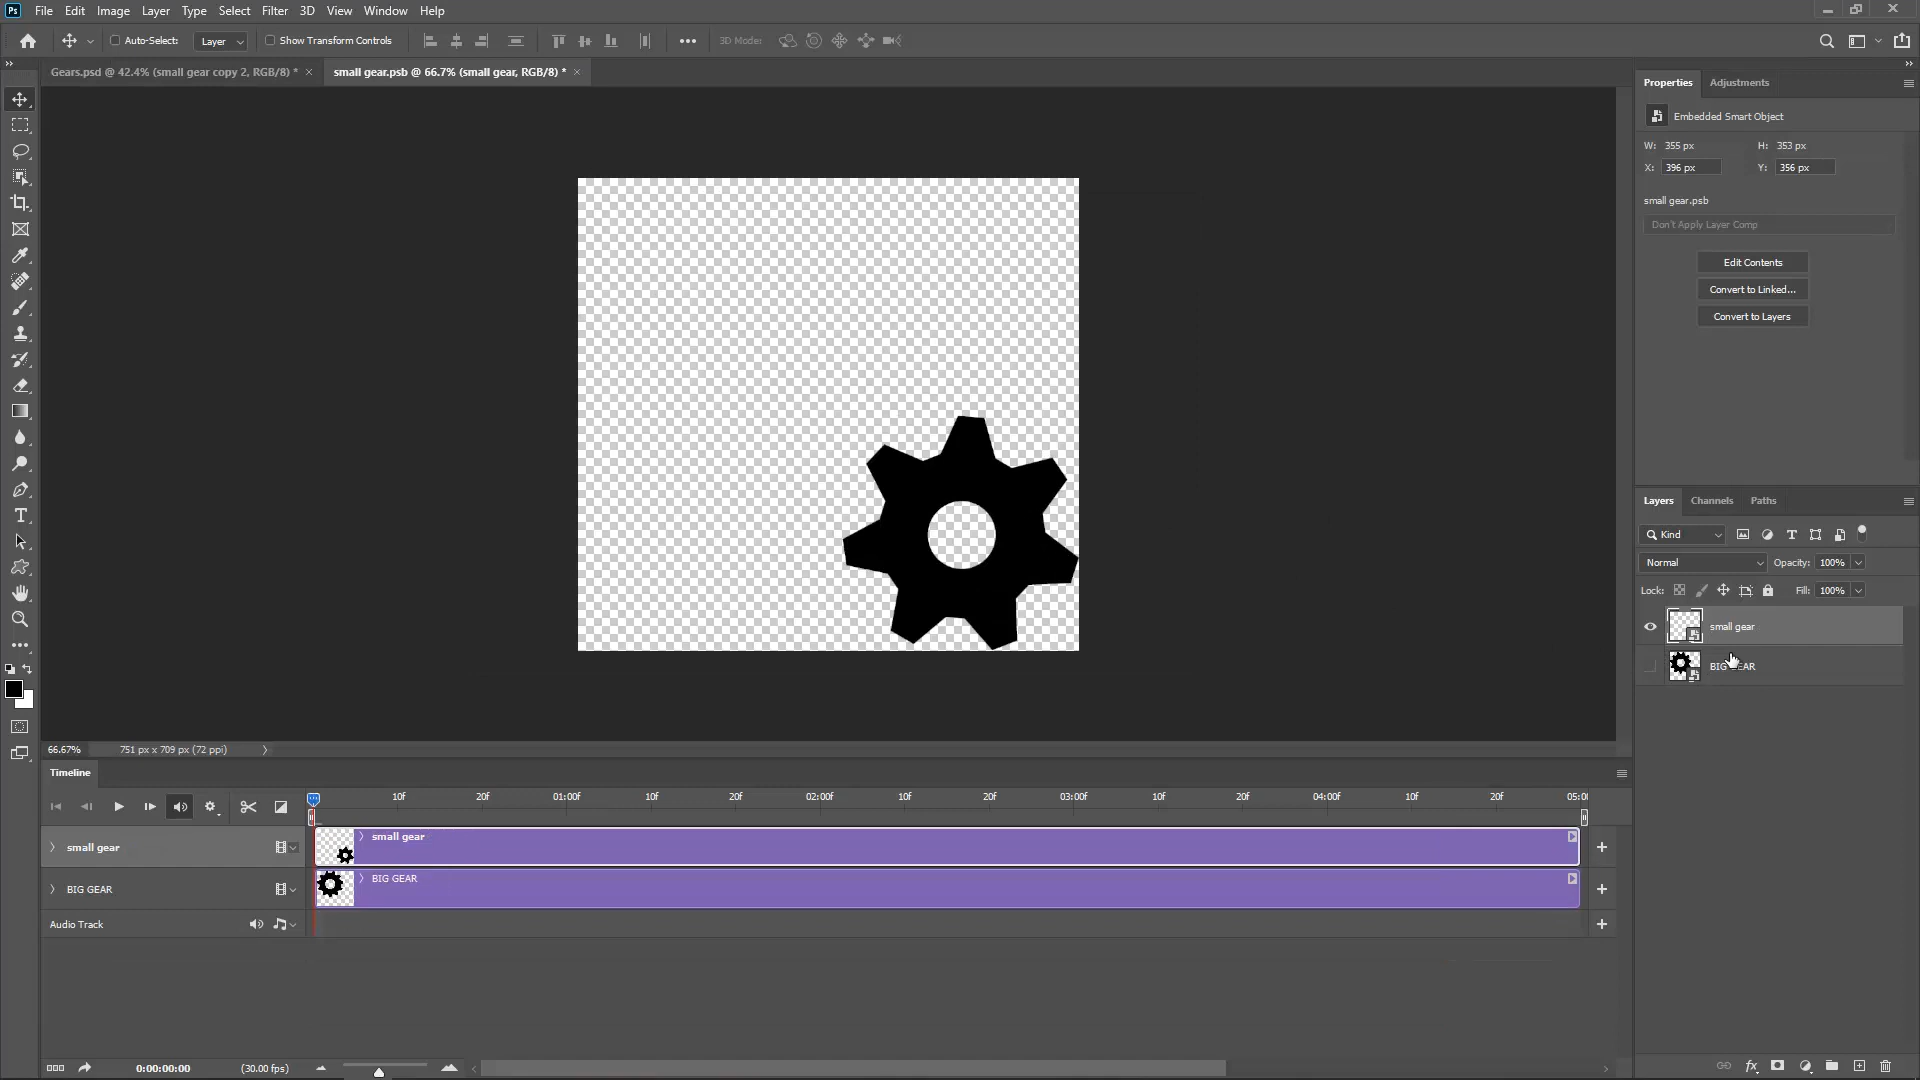 Ps File Edit Image Layer Type Select Filter 3D View Window Help
Auto-Select: Layer Show Transform Controls 3D Mode:
Gears.psd @ 42.4% (small gear copy 2, RGB/8) * ×
small gear.psb @ 66.7% (small gear, RGB/8) * ×
Properties Adjustments
Embedded Smart Object
W: 355 px H: 353 px
X: 396 px Y: 356 px
small gear.psb
Don't Apply Layer Comp
Edit Contents
Convert to Linked...
Convert to Layers
Layers Channels Paths
Kind
Normal Opacity: 100%
Lock: Fill: 100%
small gear
66.67% 751 px x 709 px (72 ppi)
Timeline
10f 20f 01:00f 10f 20f 02:00f 10f 20f 03:00f 10f 20f 04:00f 10f 20f
small gear small gear
BIG GEAR BIG GEAR
Audio Track
0:00:00:00 (30.00 fps)